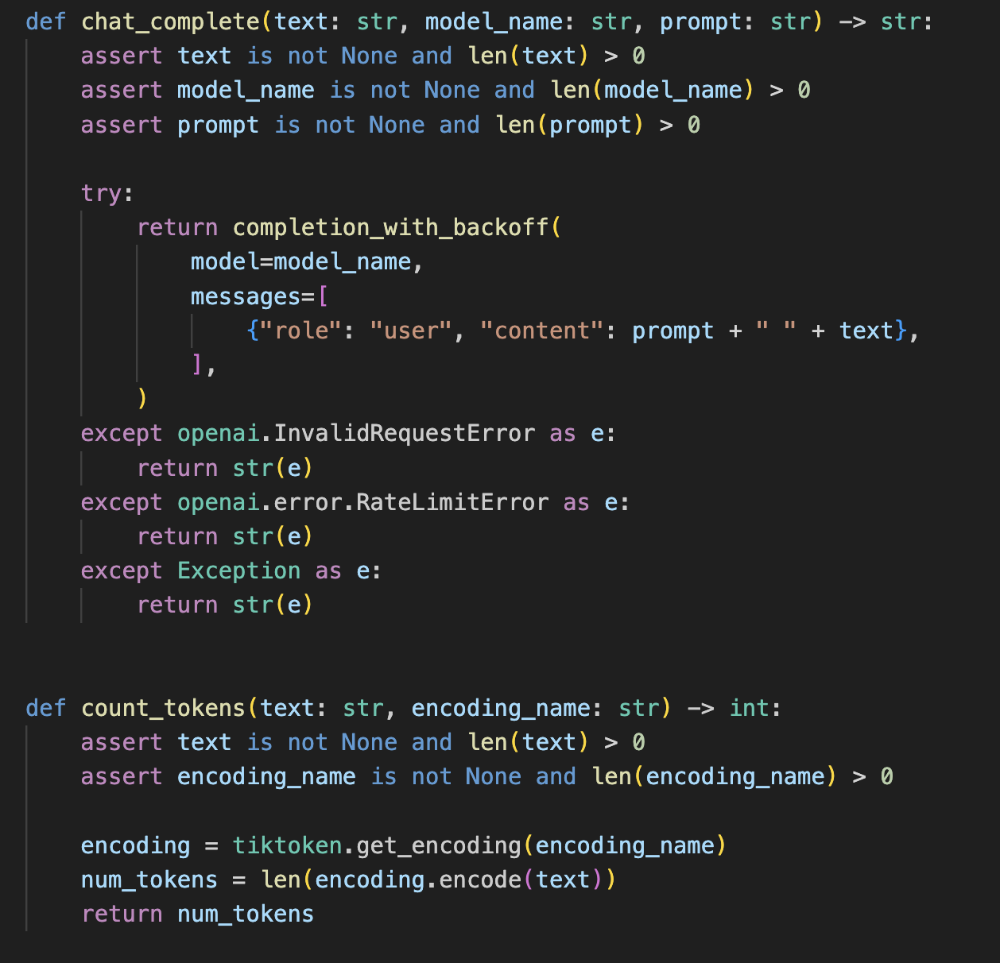 def chat_complete(text: str, model_name: str, prompt: str) -> str:
    assert text is not None and len(text) > 0
    assert model_name is not None and len(model_name) > 0
    assert prompt is not None and len(prompt) > 0

    try:
        return completion_with_backoff(
            model=model_name,
            messages=[
                {"role": "user", "content": prompt + " " + text},
            ],
        )
    except openai.InvalidRequestError as e:
        return str(e)
    except openai.error.RateLimitError as e:
        return str(e)
    except Exception as e:
        return str(e)


def count_tokens(text: str, encoding_name: str) -> int:
    assert text is not None and len(text) > 0
    assert encoding_name is not None and len(encoding_name) > 0

    encoding = tiktoken.get_encoding(encoding_name)
    num_tokens = len(encoding.encode(text))
    return num_tokens